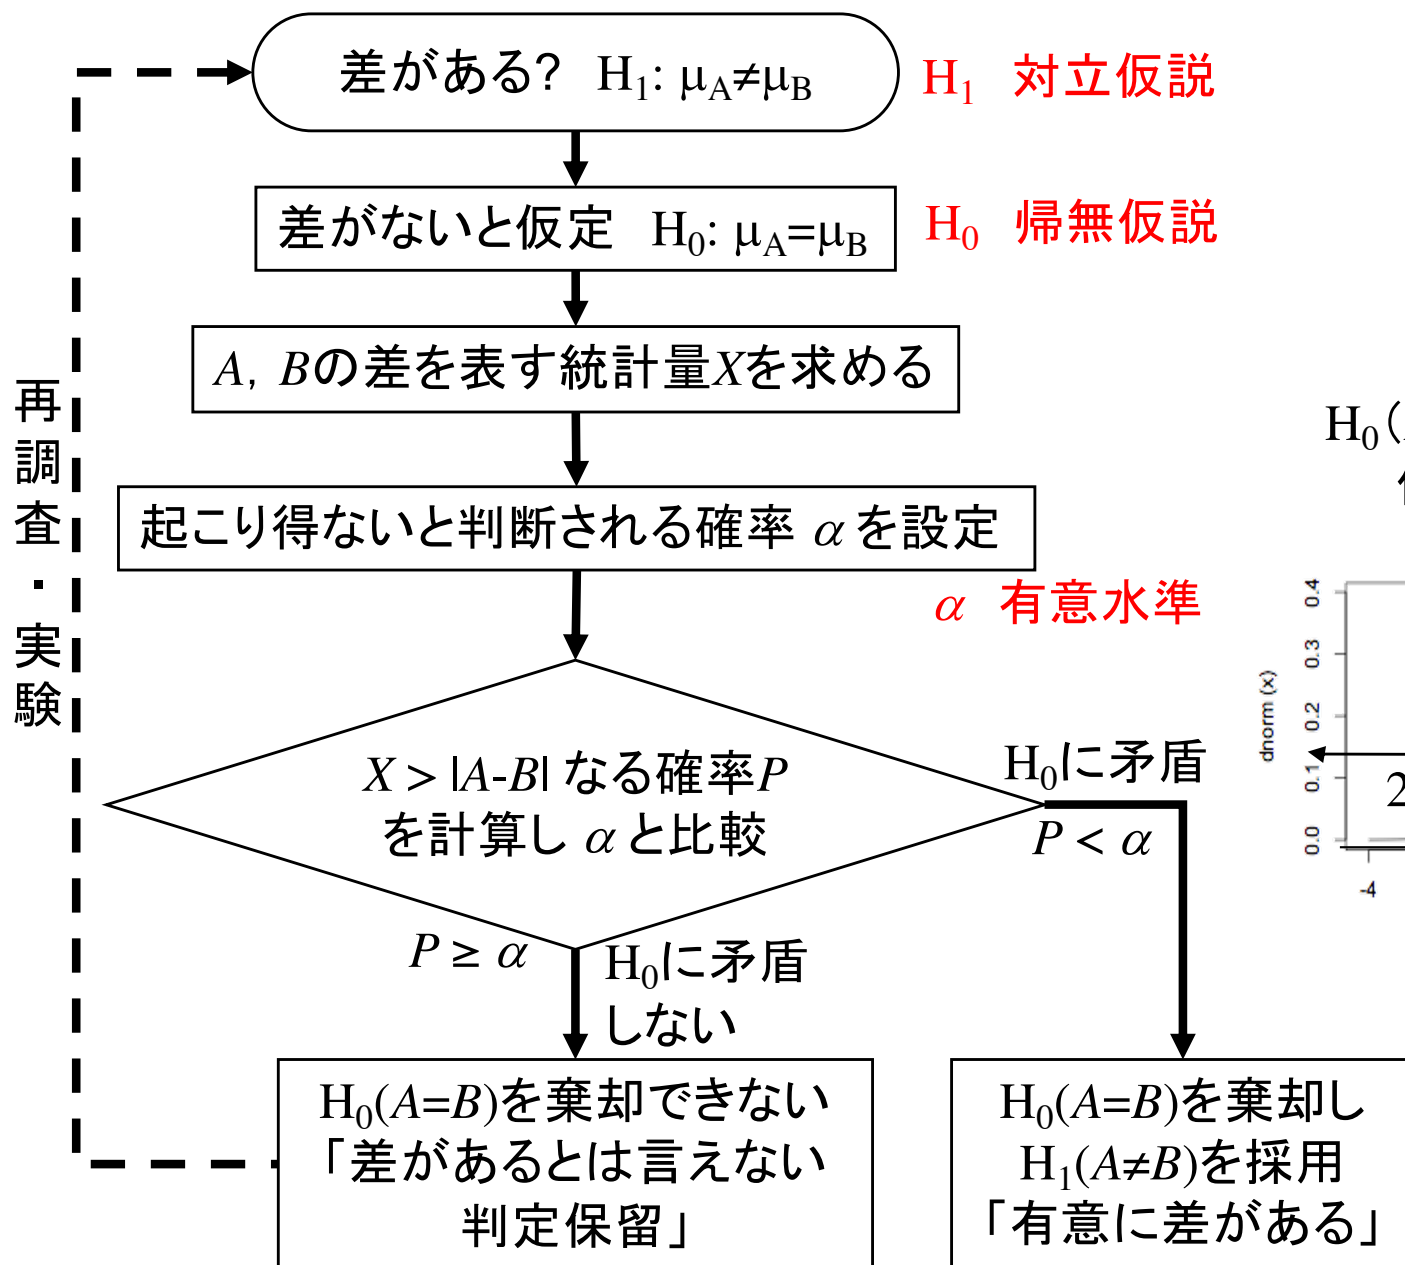 差がある? H₁: μ_A≠μ_B
H₁ 対立仮説
差がないと仮定 H₀: μ_A=μ_B
H₀ 帰無仮説
A, Bの差を表す統計量Xを求める
起こり得ないと判断される確率 α を設定
α 有意水準
X > |A-B| なる確率P
を計算し α と比較
H₀に矛盾
P < α
P ≥ α
H₀に矛盾
しない
H₀(A=B)を棄却できない
「差があるとは言えない
判定保留」
H₀(A=B)を棄却し
H₁(A≠B)を採用
「有意に差がある」
再調査・実験
H₀(
dnorm (x)
0.4
0.3
0.2
0.1
0.0
2
-4